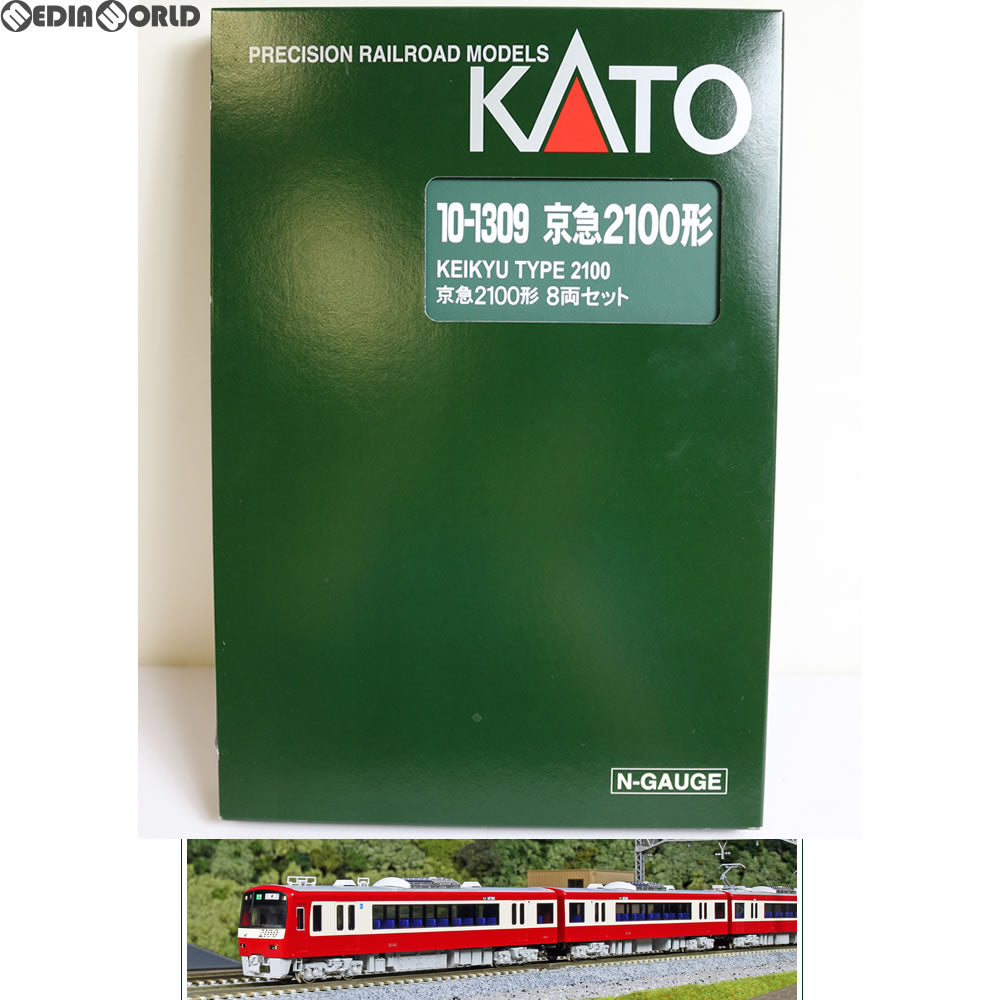 MEDIAWORLD
PRECISION RAILROAD MODELS
KATO
10-1309 京急2100形
KEIKYU TYPE 2100
京急2100形 8両セット
N-GAUGE